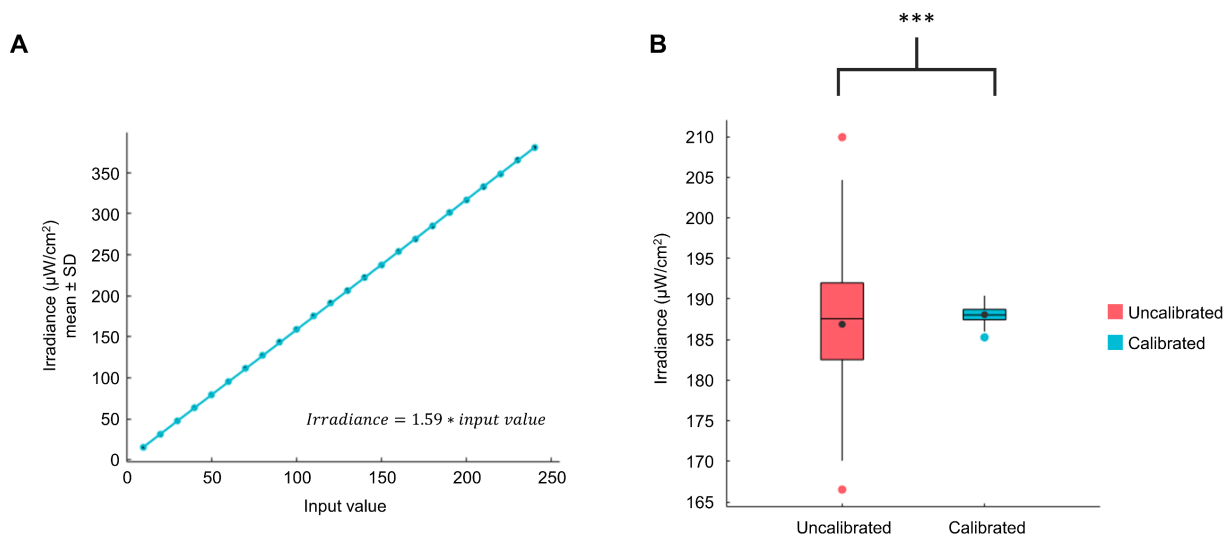 A
Irradiance (µW/cm²)
mean ± SD
350
300
250
200
150
100
50
0
0
50
100
150
200
250
Input value
Irradiance = 1.59 * input value
B
***
Irradiance (µW/cm²)
210
205
200
195
190
185
180
175
170
165
Uncalibrated
Calibrated
Uncalibrated
Calibrated